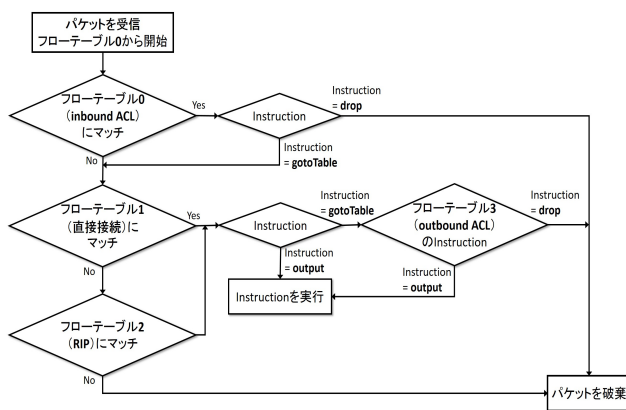 パケットを受信
フローテーブル0から開始
フローテーブル0
(inbound ACL)
にマッチ
Yes
Instruction
Instruction
= drop
Instruction
= gotoTable
No
フローテーブル1
(直接接続)に
マッチ
Yes
Instruction
Instruction
= gotoTable
フローテーブル3
(outbound ACL)
のInstruction
Instruction
= drop
Instruction
= output
Instruction
= output
Instructionを実行
No
フローテーブル2
(RIP)にマッチ
No
パケットを破棄